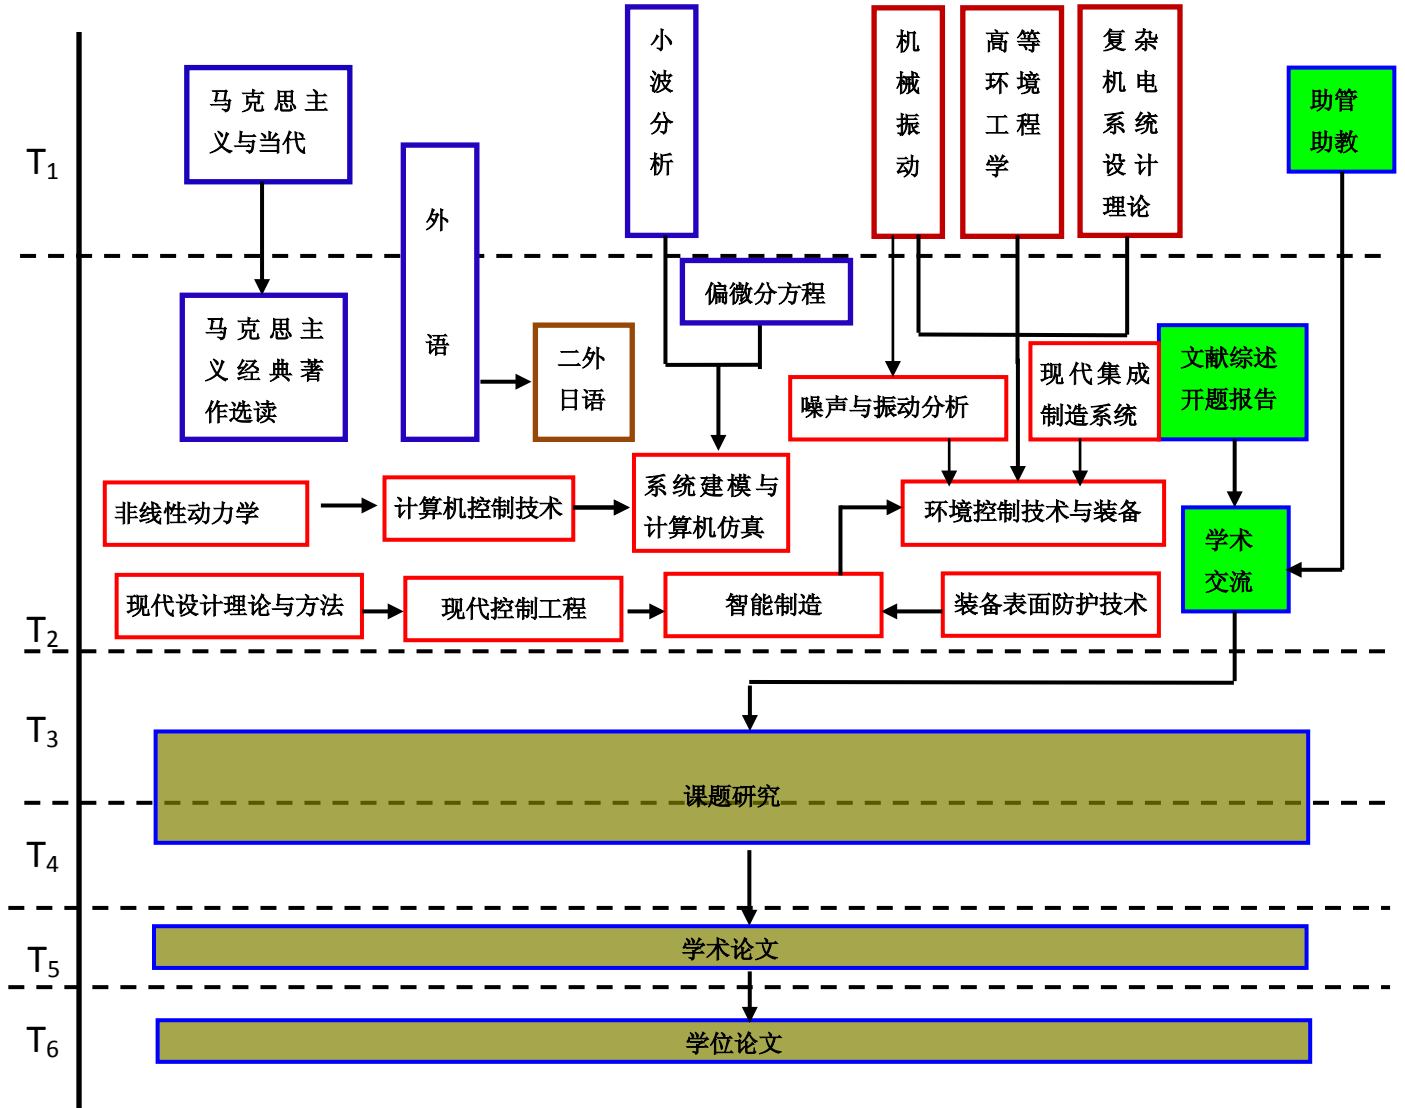 T1
马克思主
义与当代
外
语
小
波
分
析
机
械
振
动
高等
环境
工程
学
复杂
机电
系统
设计
理论
助管
助教
马克思主
义经典著
作选读
二外
日语
偏微分方程
噪声与振动分析
现代集成
制造系统
文献综述
开题报告
非线性动力学
计算机控制技术
系统建模与
计算机仿真
环境控制技术与装备
学术
交流
现代设计理论与方法
现代控制工程
智能制造
装备表面防护技术
T2
T3
课题研究
T4
T5
学术论文
T6
学位论文